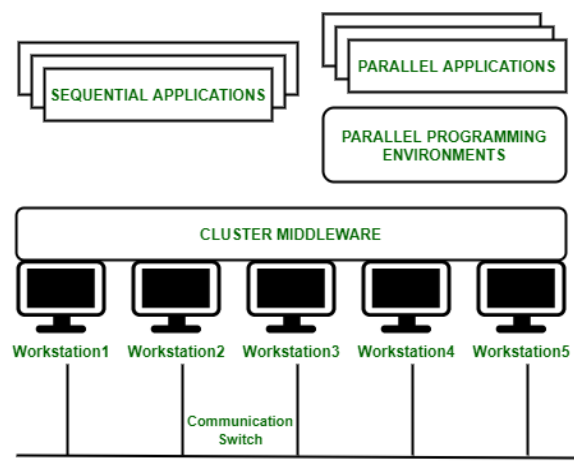 SEQUENTIAL APPLICATIONS
PARALLEL APPLICATIONS
PARALLEL PROGRAMMING
ENVIRONMENTS
CLUSTER MIDDLEWARE
Workstation1 Workstation2 Workstation3 Workstation4 Workstation5
Communication
Switch